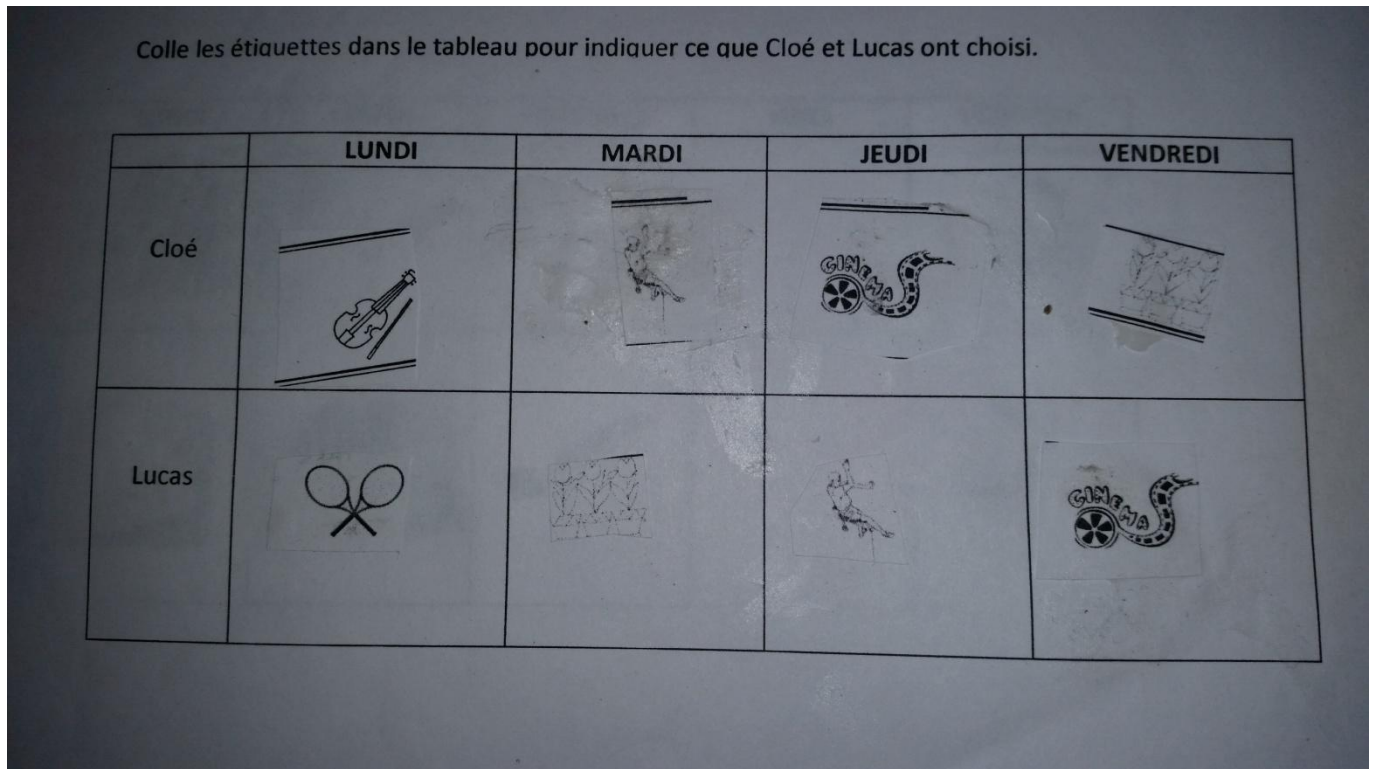 Colle les étiquettes dans le tableau pour indiquer ce que Cloé et Lucas ont choisi.
LUNDI MARDI JEUDI VENDREDI
Cloé
CINEMA
Lucas
CINEMA